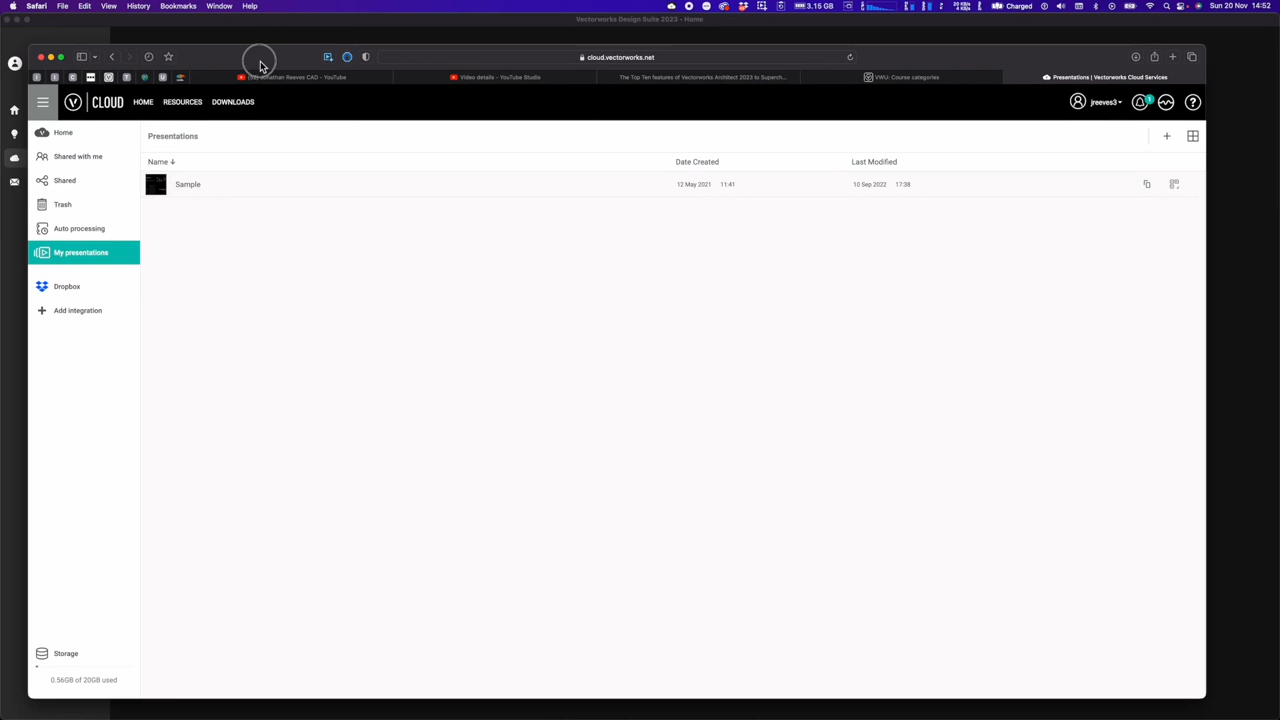 Safari File Edit View History Bookmarks Window Help 3.15 GB Charged Sun 20 Nov 14:52
Vectorworks Design Suite 2023 - Home
cloud.vectorworks.net
Jonathan Reeves CAD - YouTube Video details - YouTube Studio The Top Ten features of Vectorworks Architect 2023 to Superch... VWU: Course categories Presentations | Vectorworks Cloud Services
CLOUD HOME RESOURCES DOWNLOADS jreeves3 1
Home
Presentations
Shared with me
Name ↓ Date Created Last Modified
Shared
Sample 12 May 2021 11:41 10 Sep 2022 17:38
Trash
Auto processing
My presentations
Dropbox
Add integration
Storage
0.56GB of 20GB used